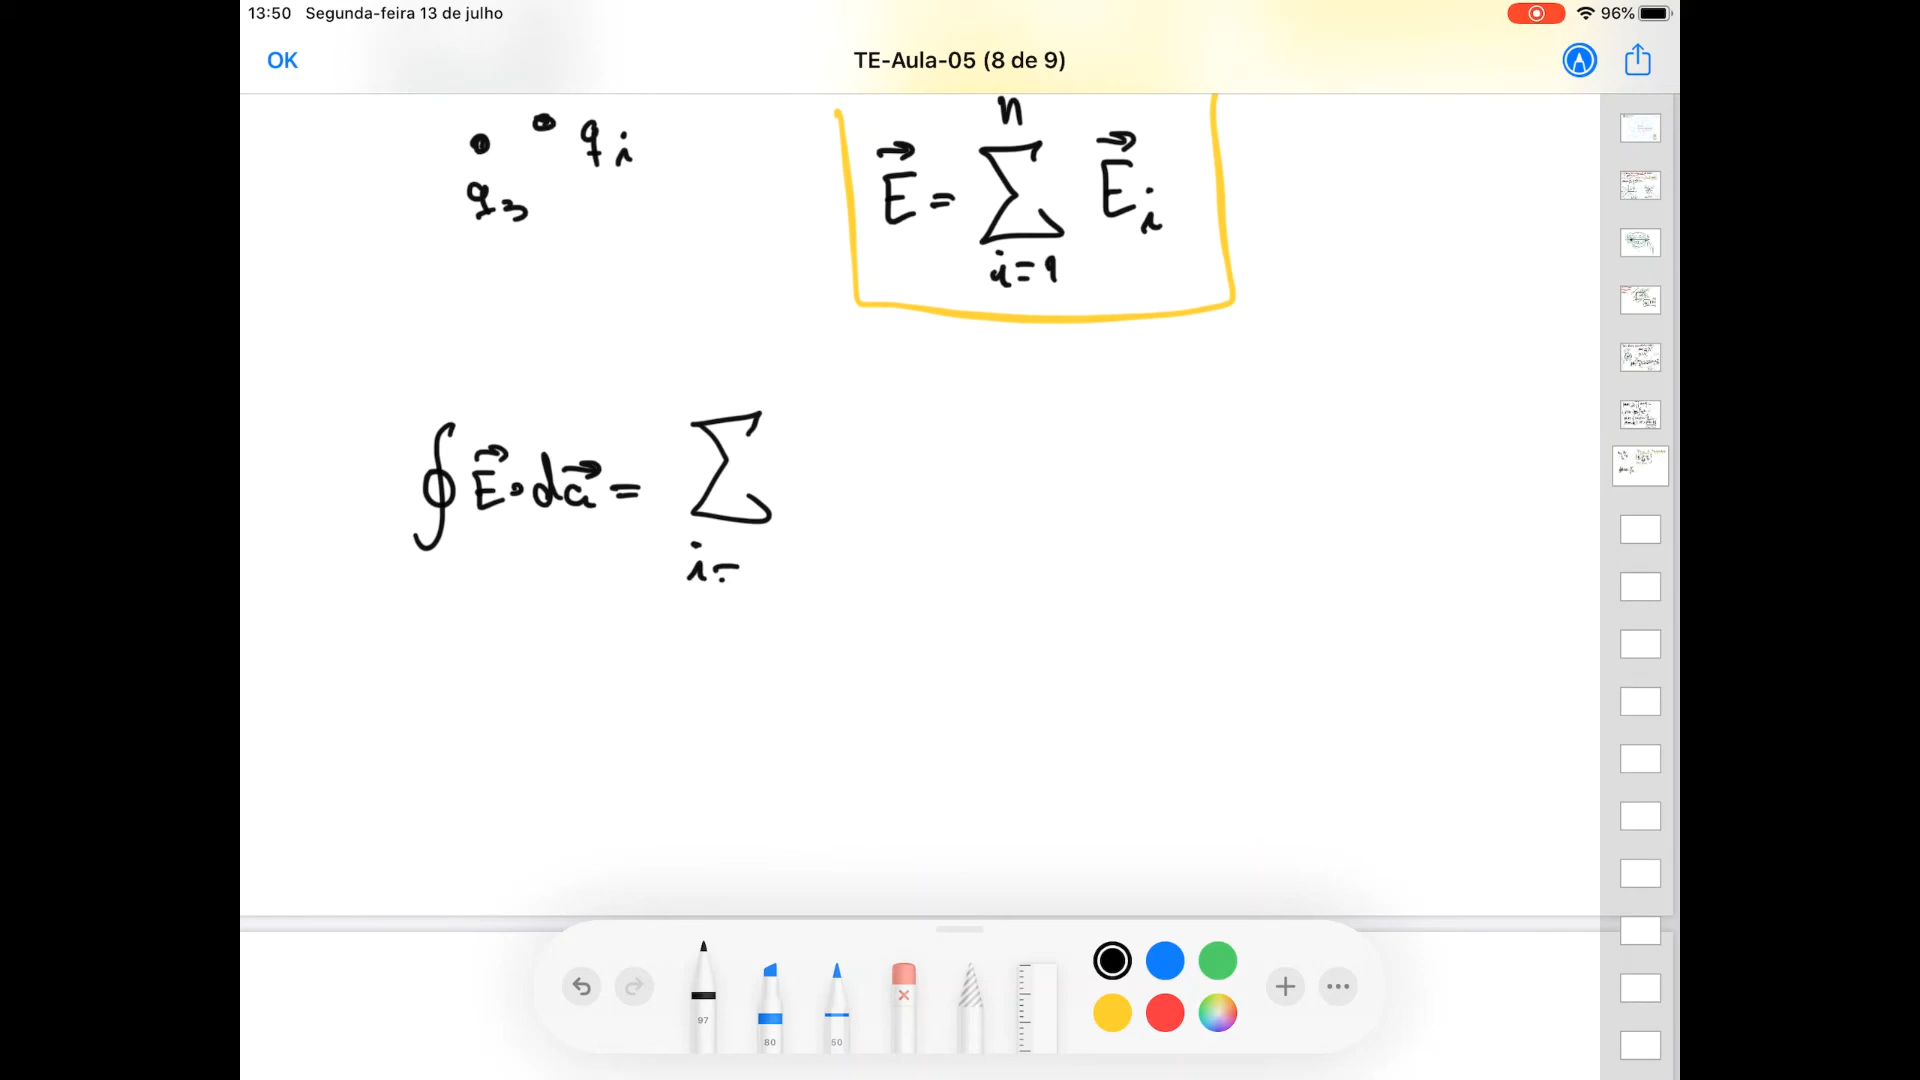 13:50 Segunda-feira 13 de julho 96%
OK TE-Aula-05 (8 de 9)
q₃ qᵢ
n
E⃗ = Σ E⃗ᵢ
i=1
∮ E⃗ • da⃗ = Σ
i=
97 80 50